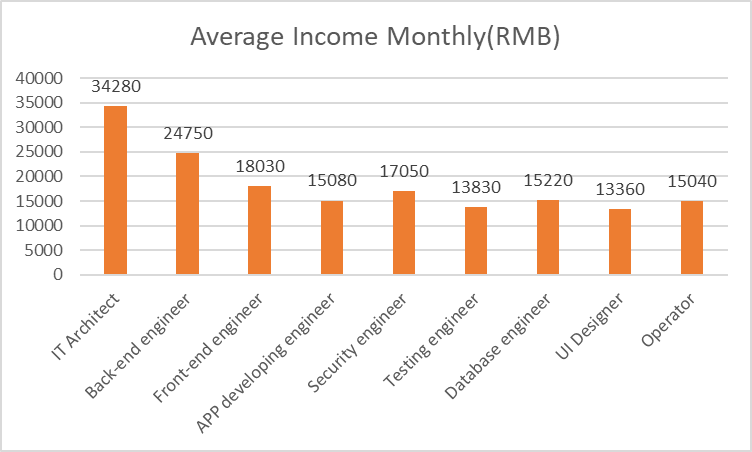 Average Income Monthly(RMB)
40000
35000
30000
25000
20000
15000
10000
5000
0
34280
24750
18030
15080
17050
13830
15220
13360
15040
IT Architect
Back-end engineer
Front-end engineer
APP developing engineer
Security engineer
Testing engineer
Database engineer
UI Designer
Operator